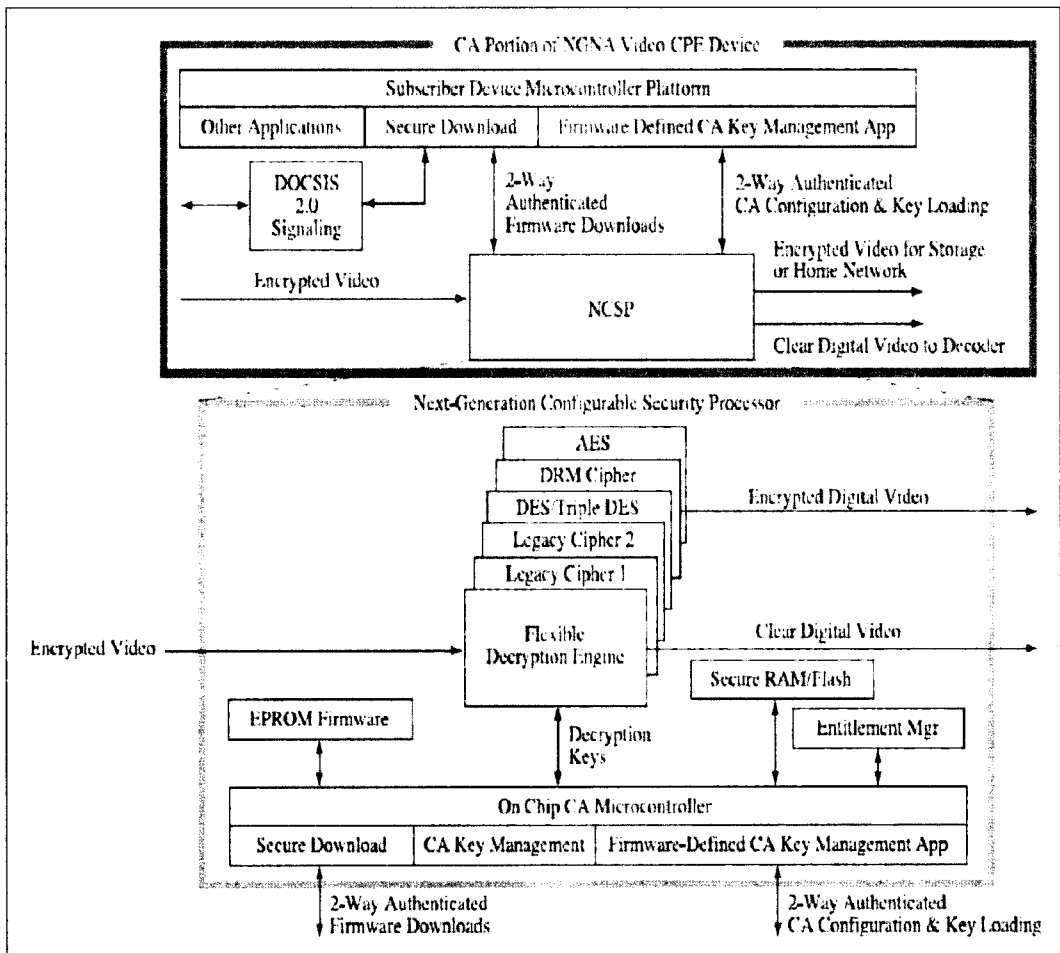 CA Portion of NGNA Video CPE Device
Subscriber Device Microcontroller Platform
Other Applications
Secure Download
Firmware Defined CA Key Management App
DOCSIS
2.0
Signaling
2-Way
Authenticated
Firmware Downloads
2-Way Authenticated
CA Configuration & Key Loading
Encrypted Video
NCSP
Encrypted Video for Storage
or Home Network
Clear Digital Video to Decoder
Next-Generation Configurable Security Processor
AES
DRM Cipher
DES/Triple DES
Encrypted Digital Video
Legacy Cipher 2
Legacy Cipher 1
Encrypted Video
Flexible
Decryption Engine
Clear Digital Video
Secure RAM/Flash
EPROM Firmware
Decryption
Keys
Entitlement Mgr
On Chip CA Microcontroller
Secure Download
CA Key Management
Firmware-Defined CA Key Management App
2-Way Authenticated
Firmware Downloads
2-Way Authenticated
CA Configuration & Key Loading